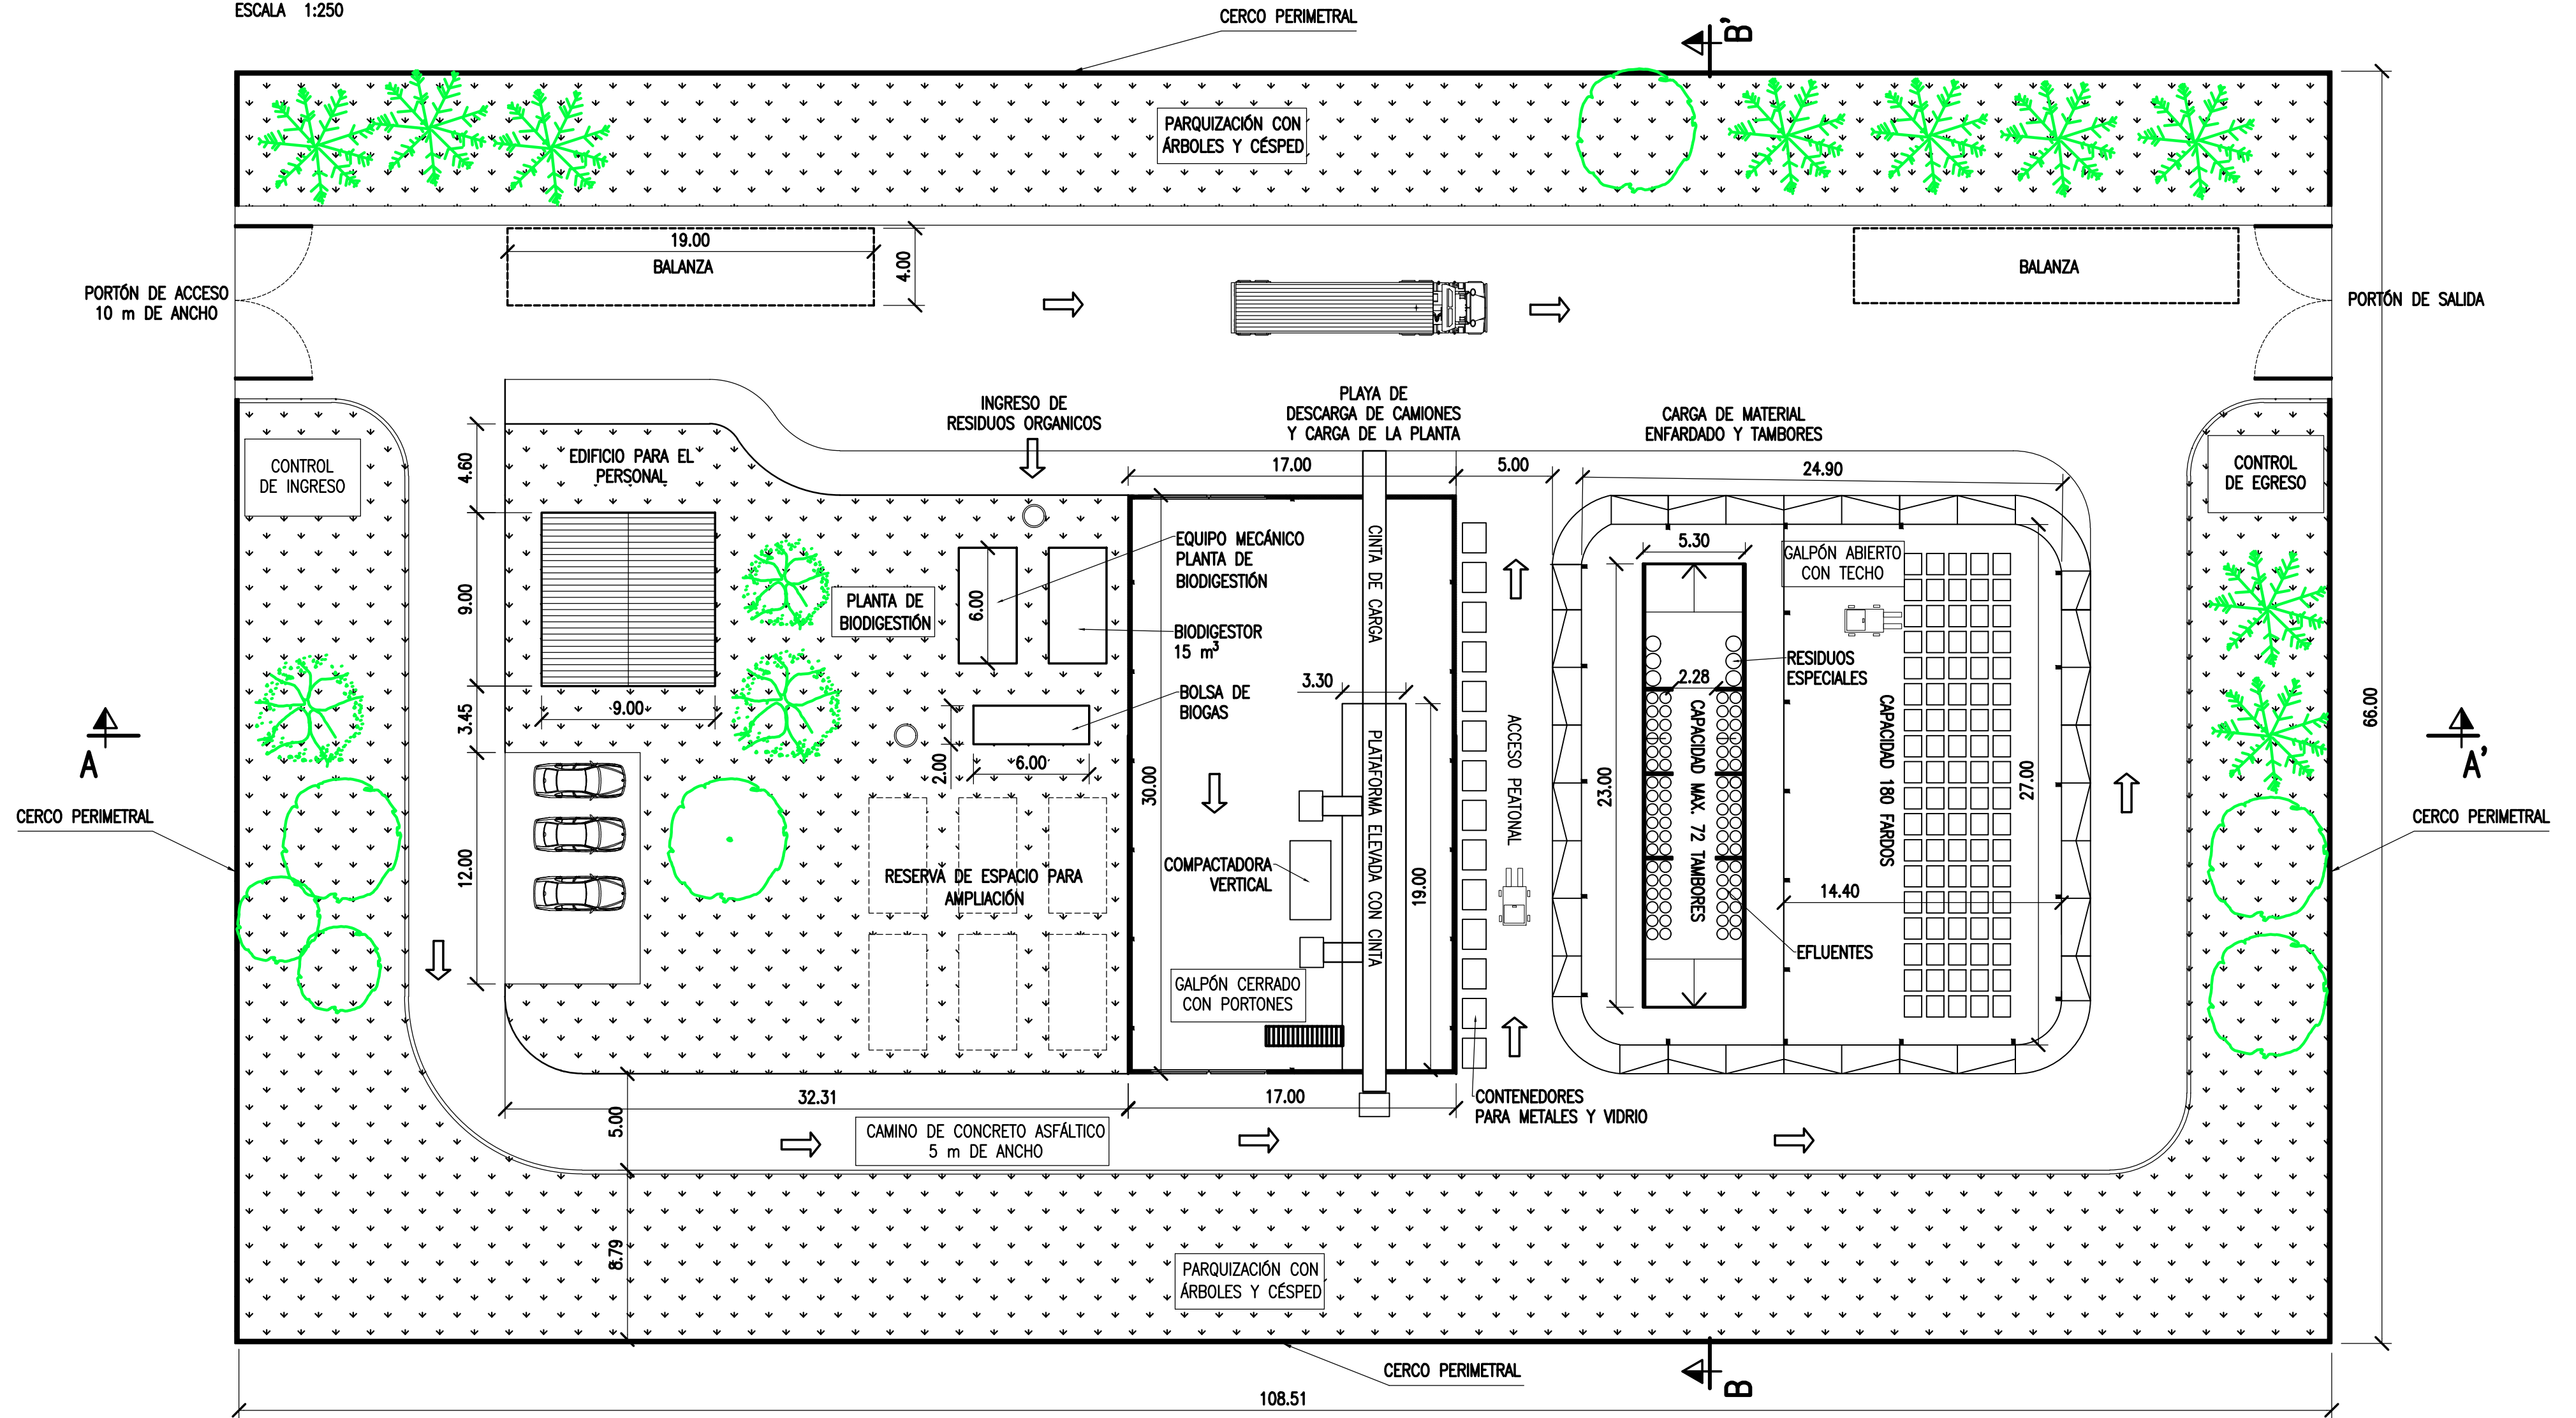 ESCALA 1:250
CERCO PERIMETRAL
B'
PARQUIZACIÓN CON
ÁRBOLES Y CÉSPED
19.00
BALANZA
4.00
BALANZA
PORTÓN DE ACCESO
10 m DE ANCHO
PORTÓN DE SALIDA
INGRESO DE
RESIDUOS ORGANICOS
PLAYA DE
DESCARGA DE CAMIONES
Y CARGA DE LA PLANTA
CARGA DE MATERIAL
ENFARDADO Y TAMBORES
CONTROL
DE INGRESO
4.60
EDIFICIO PARA EL
PERSONAL
17.00
5.00
24.90
CONTROL
DE EGRESO
EQUIPO MECÁNICO
PLANTA DE
BIODIGESTIÓN
CINTA DE CARGA
5.30
GALPÓN ABIERTO
CON TECHO
9.00
PLANTA DE
BIODIGESTIÓN
6.00
BIODIGESTOR
15 m³
RESIDUOS
ESPECIALES
3.30
2.28
BOLSA DE
BIOGAS
9.00
3.45
2.00
6.00
A
A'
66.00
30.00
ACCESO PEATONAL
PLATAFORMA ELEVADA CON CINTA
23.00
CAPACIDAD MAX. 72 TAMBORES
CAPACIDAD 180 FARDOS
27.00
CERCO PERIMETRAL
CERCO PERIMETRAL
12.00
RESERVA DE ESPACIO PARA
AMPLIACIÓN
COMPACTADORA
VERTICAL
19.00
14.40
EFLUENTES
GALPÓN CERRADO
CON PORTONES
32.31
17.00
CONTENEDORES
PARA METALES Y VIDRIO
5.00
CAMINO DE CONCRETO ASFÁLTICO
5 m DE ANCHO
8.79
PARQUIZACIÓN CON
ÁRBOLES Y CÉSPED
CERCO PERIMETRAL
B
108.51